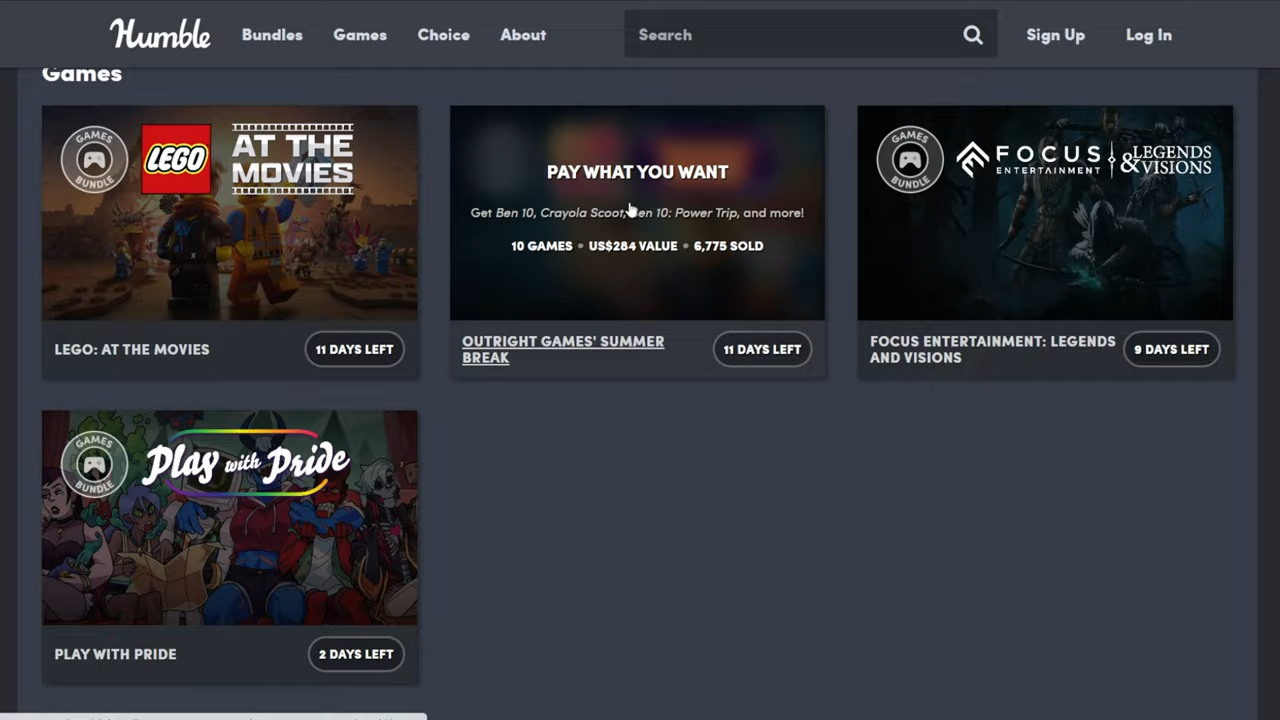 Humble Bundles Games Choice About Search Sign Up Log In
Games
GAMES BUNDLE
LEGO
AT THE
MOVIES
LEGO: AT THE MOVIES
11 DAYS LEFT
PAY WHAT YOU WANT
Get Ben 10, Crayola Scoot, Ben 10: Power Trip, and more!
10 GAMES • US$284 VALUE • 6,775 SOLD
OUTRIGHT GAMES' SUMMER
BREAK
11 DAYS LEFT
GAMES BUNDLE
FOCUS
ENTERTAINMENT
LEGENDS
& VISIONS
FOCUS ENTERTAINMENT: LEGENDS
AND VISIONS
9 DAYS LEFT
GAMES BUNDLE
Play with Pride
PLAY WITH PRIDE
2 DAYS LEFT